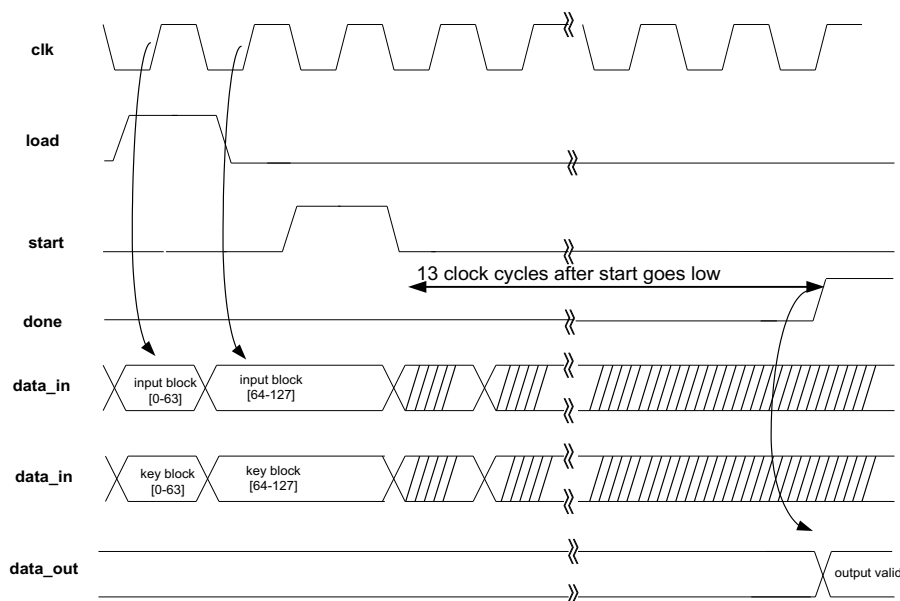 clk
load
start
13 clock cycles after start goes low
done
data_in
input block
[0-63]
input block
[64-127]
data_in
key block
[0-63]
key block
[64-127]
data_out
output valid